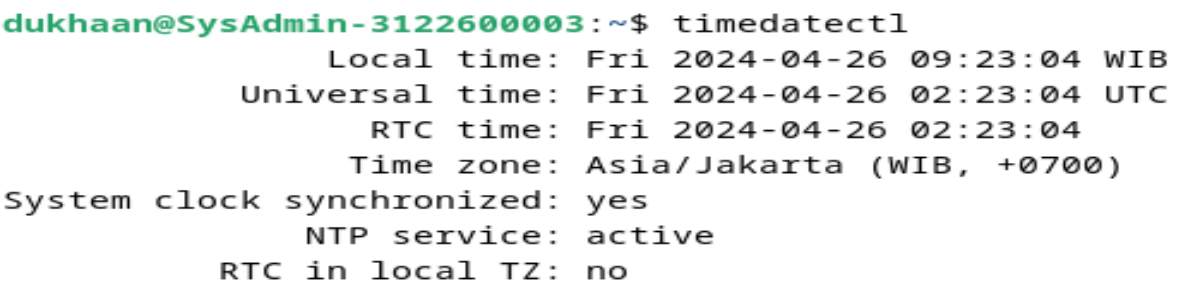 dukhaan@SysAdmin-3122600003:~$ timedatectl
Local time: Fri 2024-04-26 09:23:04 WIB
Universal time: Fri 2024-04-26 02:23:04 UTC
RTC time: Fri 2024-04-26 02:23:04
Time zone: Asia/Jakarta (WIB, +0700)
System clock synchronized: yes
NTP service: active
RTC in local TZ: no